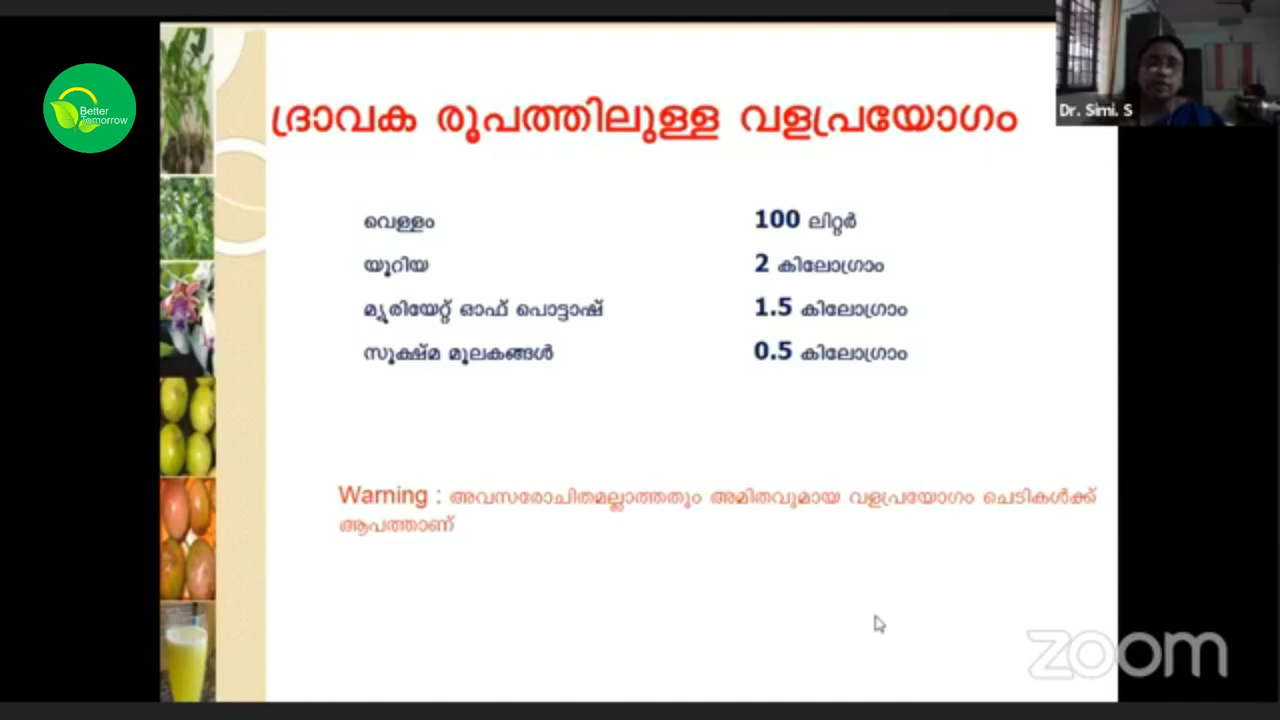 Better
Tomorrow
Dr. Simi. S
ദ്രാവക രൂപത്തിലുള്ള വളപ്രയോഗം
വെള്ളം 100 ലിറ്റർ
യൂറിയ 2 കിലോഗ്രാം
മ്യൂരിയേറ്റ് ഓഫ് പൊട്ടാഷ് 1.5 കിലോഗ്രാം
സൂക്ഷ്മ മൂലകങ്ങൾ 0.5 കിലോഗ്രാം
Warning : അവസരോചിതമല്ലാത്തതും അമിതവുമായ വളപ്രയോഗം ചെടികൾക്ക്
ആപത്താണ്
zoom